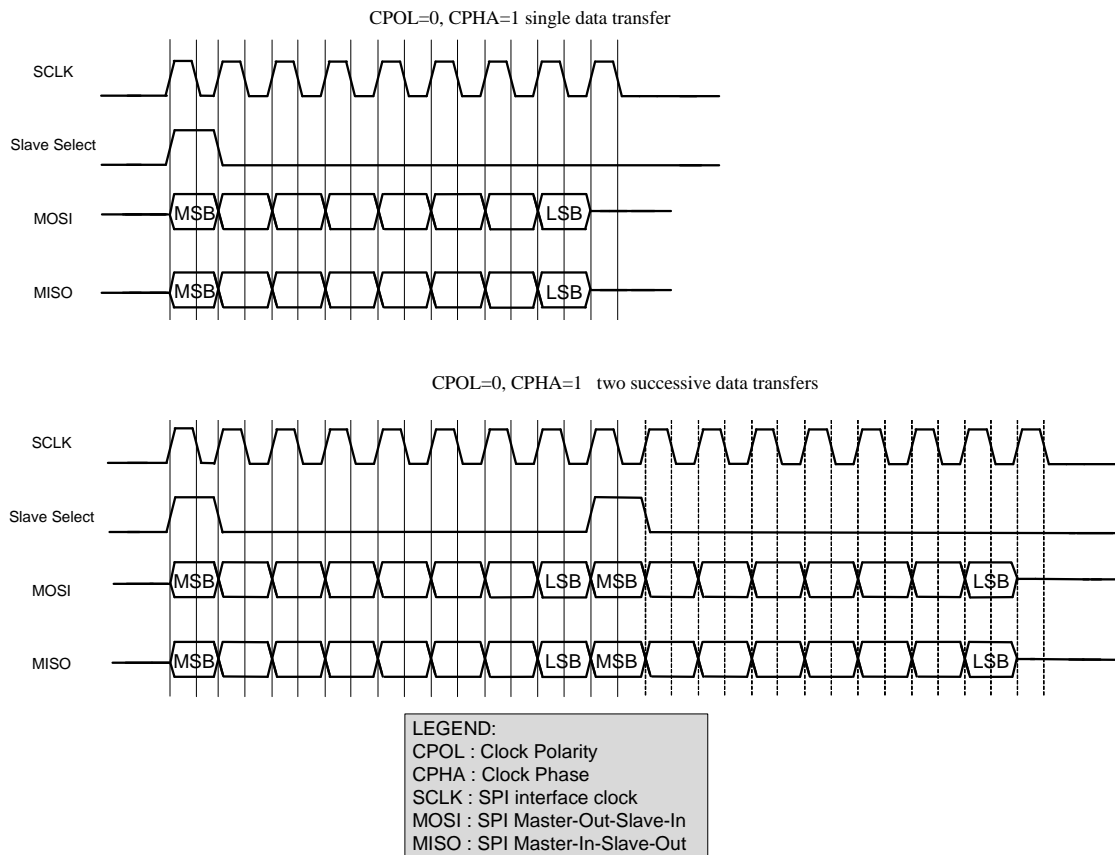 CPOL=0, CPHA=1 single data transfer
SCLK
Slave Select
MOSI
MSB
LSB
MISO
MSB
LSB
CPOL=0, CPHA=1 two successive data transfers
SCLK
Slave Select
MOSI
MSB
LSB
MSB
LSB
MISO
MSB
LSB
MSB
LSB
LEGEND:
CPOL : Clock Polarity
CPHA : Clock Phase
SCLK : SPI interface clock
MOSI : SPI Master-Out-Slave-In
MISO : SPI Master-In-Slave-Out